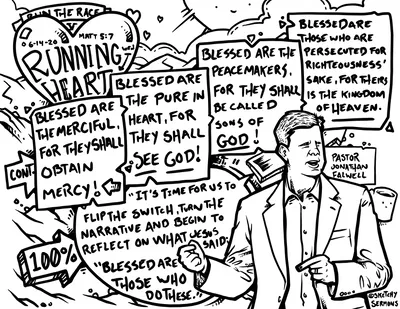 RUN THE RACE
6-14-20
MATT 5:7
RUNNING
HEART
BLESSED ARE
THE MERCIFUL,
FOR THEY SHALL
OBTAIN
MERCY!
BLESSED ARE
THE PURE IN
HEART, FOR
THEY SHALL
SEE GOD!
BLESSED ARE THE
PEACEMAKERS,
FOR THEY SHALL
BE CALLED
SONS OF
GOD!
BLESSED ARE
THOSE WHO ARE
PERSECUTED FOR
RIGHTEOUSNESS'
SAKE, FOR THEIRS
IS THE KINGDOM
OF HEAVEN.
CONT.
PASTOR
JONATHAN
FALWELL
100%
"IT'S TIME FOR US TO
FLIP THE SWITCH, TURN THE
NARRATIVE AND BEGIN TO
REFLECT ON WHAT JESUS
SAID:
"BLESSED ARE
THOSE WHO
DO THESE."
@SKETCHY
SERMONS